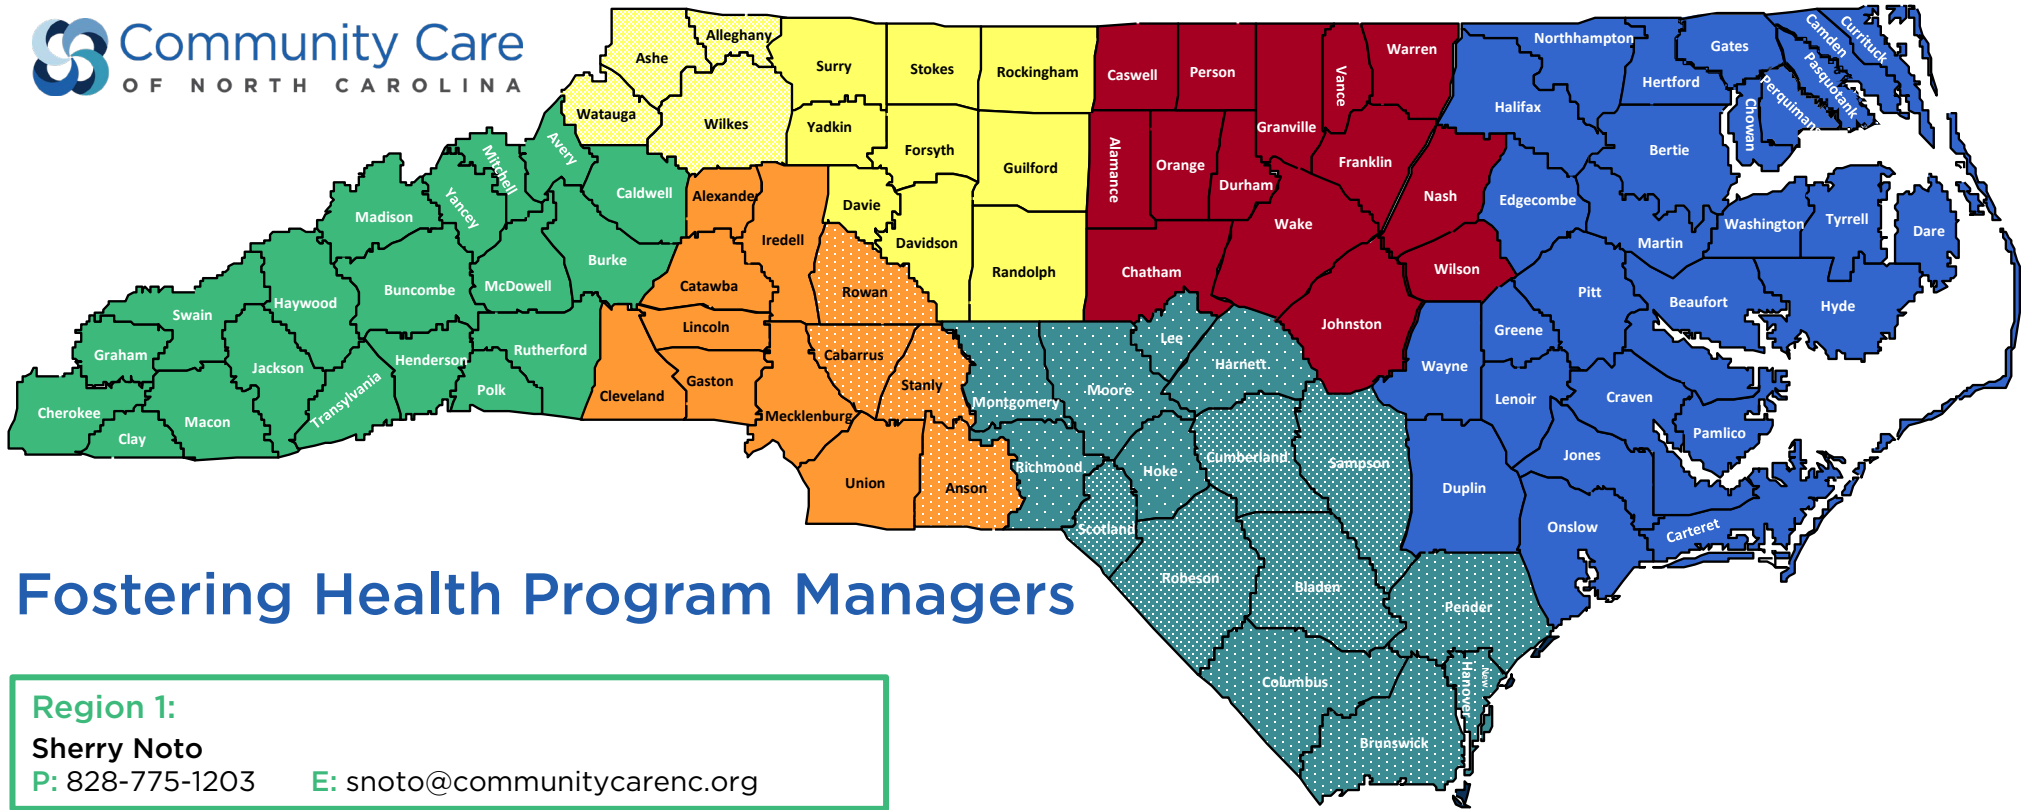 Community Care
OF NORTH CAROLINA
Ashe
Alleghany
Surry
Stokes
Rockingham
Caswell
Person
Vance
Warren
Northhampton
Gates
Camden
Currituck
Pasquotank
Perquimans
Chowan
Hertford
Halifax
Watauga
Wilkes
Yadkin
Forsyth
Guilford
Alamance
Orange
Durham
Granville
Franklin
Nash
Edgecombe
Bertie
Martin
Washington
Tyrrell
Dare
Avery
Mitchell
Yancey
Caldwell
Alexander
Iredell
Davie
Davidson
Randolph
Chatham
Wake
Wilson
Johnston
Madison
Buncombe
McDowell
Burke
Catawba
Rowan
Pitt
Beaufort
Hyde
Swain
Haywood
Lincoln
Greene
Graham
Jackson
Henderson
Rutherford
Cabarrus
Stanly
Lee
Harnett
Wayne
Cherokee
Clay
Macon
Transylvania
Polk
Cleveland
Gaston
Mecklenburg
Montgomery
Moore
Lenoir
Craven
Pamlico
Union
Anson
Richmond
Hoke
Cumberland
Sampson
Duplin
Jones
Scotland
Onslow
Carteret
Robeson
Bladen
Pender
Columbus
New
Hanover
Brunswick
Fostering Health Program Managers
Region 1:
Sherry Noto
P: 828-775-1203 E: snoto@communitycarenc.org